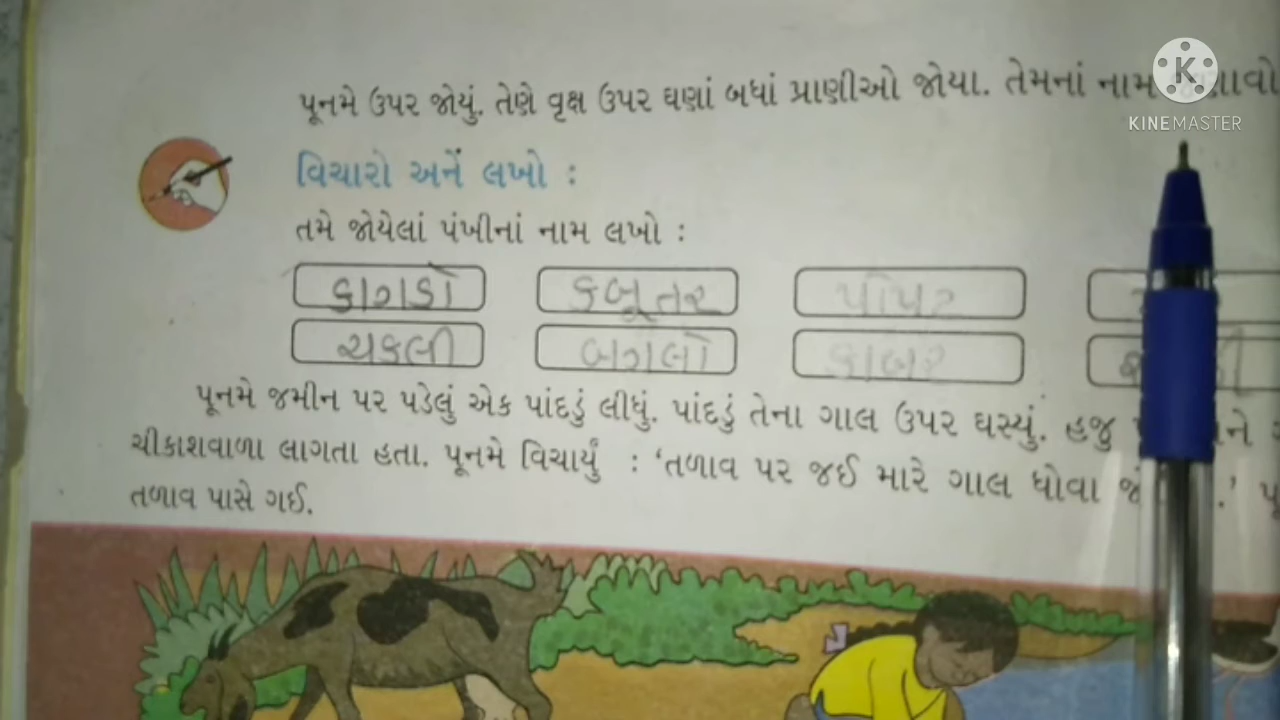 પૂનમે ઉપર જોયું. તેણે વૃક્ષ ઉપર ઘણાં બધાં પ્રાણીઓ જોયા. તેમનાં નામ
KINEMASTER
વિચારો અને લખો :
તમે જોયેલાં પંખીનાં નામ લખો :
કાગડો કબૂતર પોપટ
ચકલી બગલો કાબર
પૂનમે જમીન પર પડેલું એક પાંદડું લીધું. પાંદડું તેના ગાલ ઉપર ઘસ્યું. હજુ
ચીકાશવાળા લાગતા હતા. પૂનમે વિચાર્યું : ‘તળાવ પર જઈ મારે ગાલ ધોવા
તળાવ પાસે ગઈ.